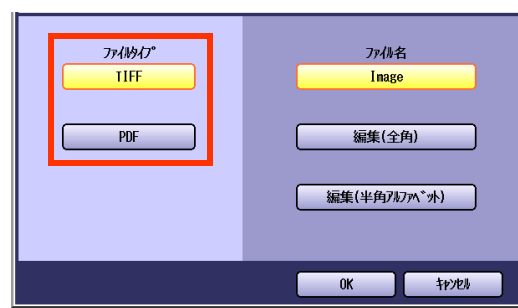 ﾌｧｲﾙﾀｲﾌﾟ
TIFF
PDF
ﾌｧｲﾙ名
Image
編集(全角)
編集(半角ｱﾙﾌｧﾍﾞｯﾄ)
OK
ｷｬﾝｾﾙ